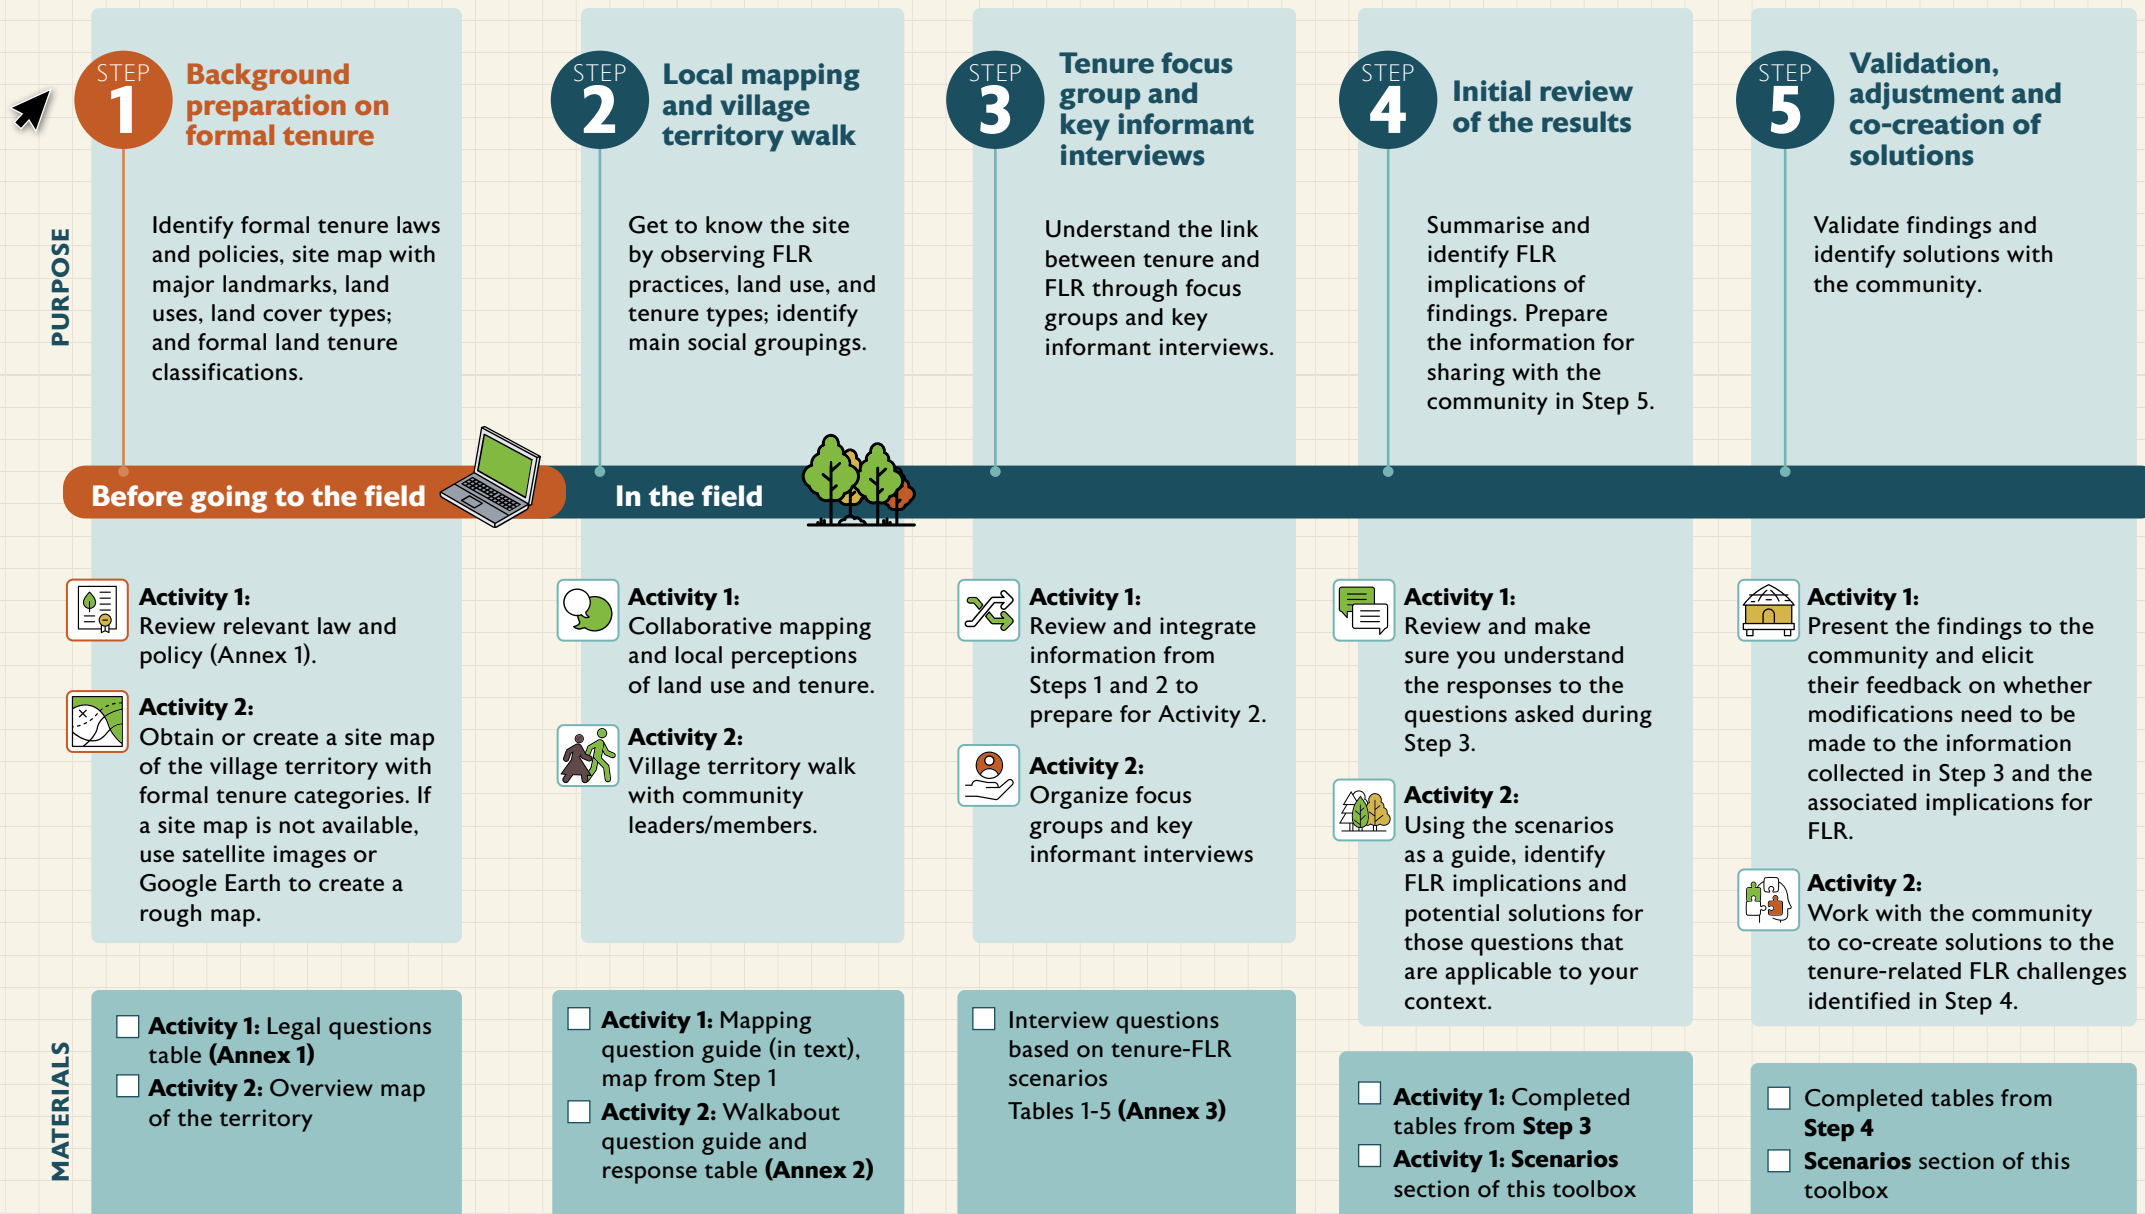 STEP
1
Background
preparation on
formal tenure
STEP
2
Local mapping
and village
territory walk
STEP
3
Tenure focus
group and
key informant
interviews
STEP
4
Initial review
of the results
STEP
5
Validation,
adjustment and
co-creation of
solutions
PURPOSE
Identify formal tenure laws
and policies, site map with
major landmarks, land
uses, land cover types;
and formal land tenure
classifications.
Get to know the site
by observing FLR
practices, land use, and
tenure types; identify
main social groupings.
Understand the link
between tenure and
FLR through focus
groups and key
informant interviews.
Summarise and
identify FLR
implications of
findings. Prepare
the information for
sharing with the
community in Step 5.
Validate findings and
identify solutions with
the community.
Before going to the field
In the field
Activity 1:
Review relevant law and
policy (Annex 1).
Activity 2:
Obtain or create a site map
of the village territory with
formal tenure categories. If
a site map is not available,
use satellite images or
Google Earth to create a
rough map.
Activity 1:
Collaborative mapping
and local perceptions
of land use and tenure.
Activity 2:
Village territory walk
with community
leaders/members.
Activity 1:
Review and integrate
information from
Steps 1 and 2 to
prepare for Activity 2.
Activity 2:
Organize focus
groups and key
informant interviews
Activity 1:
Review and make
sure you understand
the responses to the
questions asked during
Step 3.
Activity 2:
Using the scenarios
as a guide, identify
FLR implications and
potential solutions for
those questions that
are applicable to your
context.
Activity 1:
Present the findings to the
community and elicit
their feedback on whether
modifications need to be
made to the information
collected in Step 3 and the
associated implications for
FLR.
Activity 2:
Work with the community
to co-create solutions to the
tenure-related FLR challenges
identified in Step 4.
MATERIALS
Activity 1: Legal questions
table (Annex 1)
Activity 2: Overview map
of the territory
Activity 1: Mapping
question guide (in text),
map from Step 1
Activity 2: Walkabout
question guide and
response table (Annex 2)
Interview questions
based on tenure-FLR
scenarios
Tables 1-5 (Annex 3)
Activity 1: Completed
tables from Step 3
Activity 1: Scenarios
section of this toolbox
Completed tables from
Step 4
Scenarios section of this
toolbox